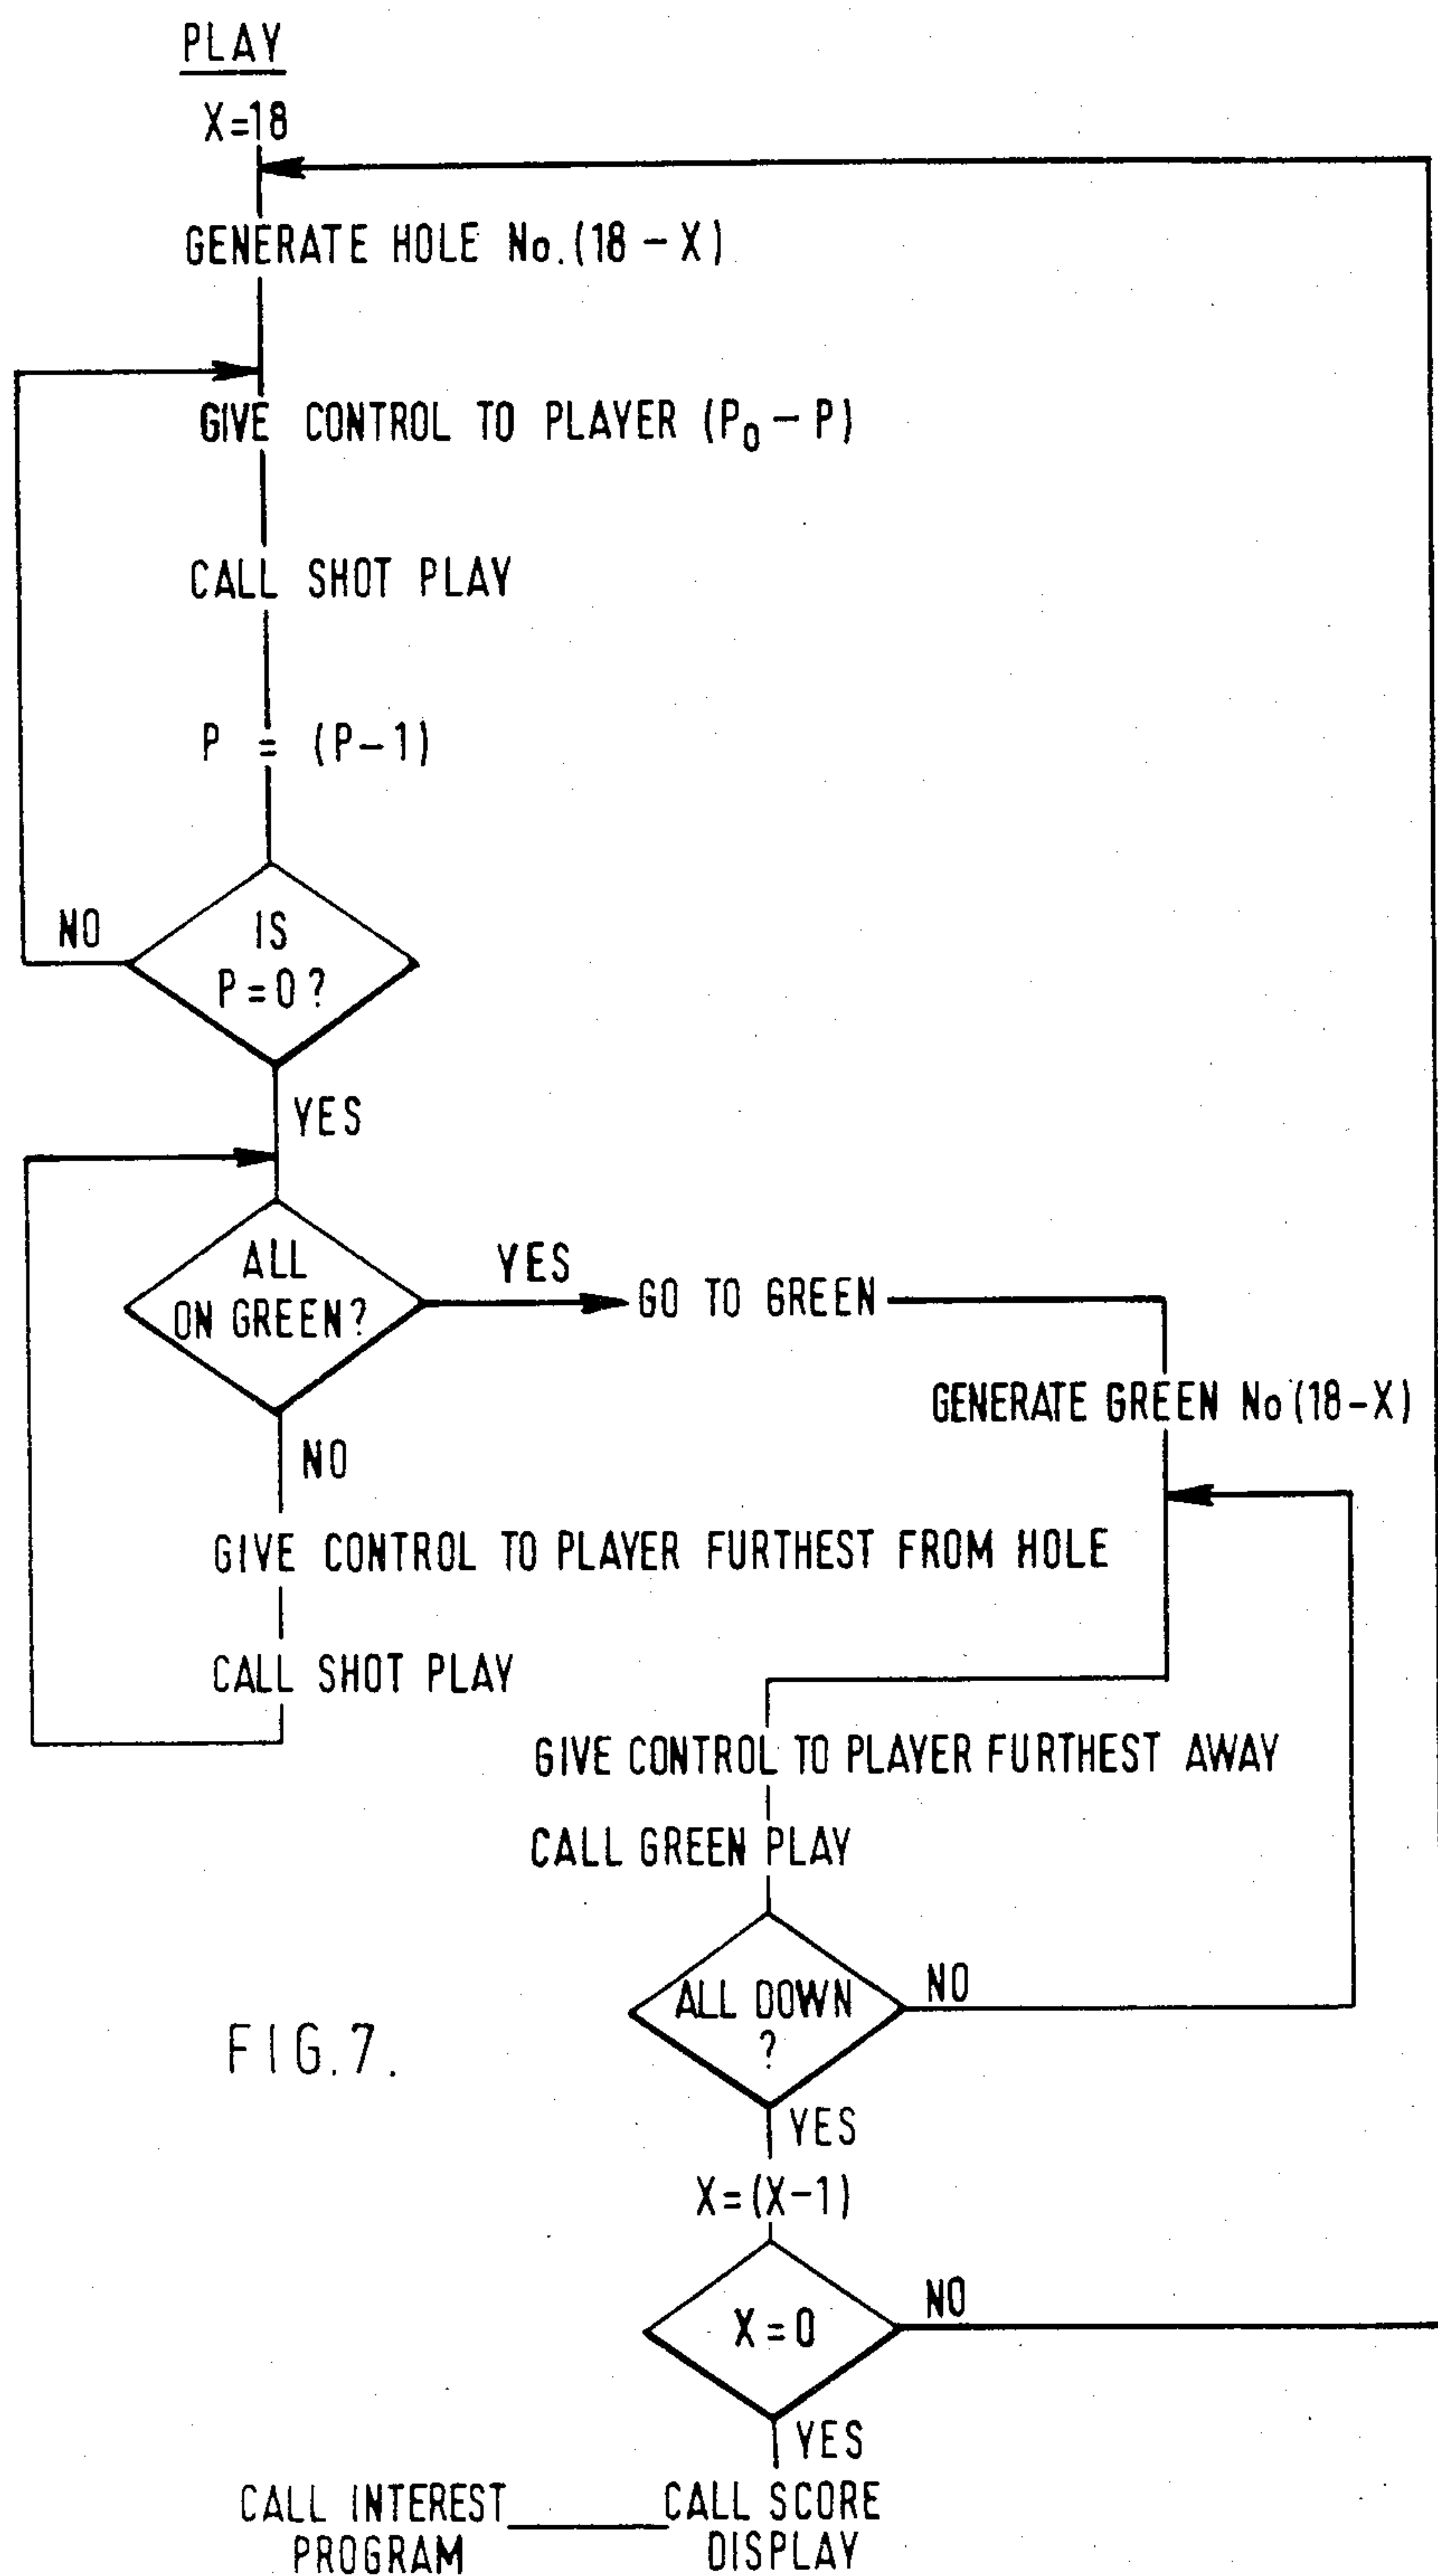 PLAY
X=18
GENERATE HOLE No.(18-X)
GIVE CONTROL TO PLAYER (P₀-P)
CALL SHOT PLAY
P = (P-1)
NO
IS
P=0?
YES
ALL
ON GREEN?
YES
GO TO GREEN
GENERATE GREEN No(18-X)
NO
GIVE CONTROL TO PLAYER FURTHEST FROM HOLE
CALL SHOT PLAY
GIVE CONTROL TO PLAYER FURTHEST AWAY
CALL GREEN PLAY
ALL DOWN
?
NO
FIG.7.
YES
X=(X-1)
X=0
NO
YES
CALL INTEREST
PROGRAM
CALL SCORE
DISPLAY